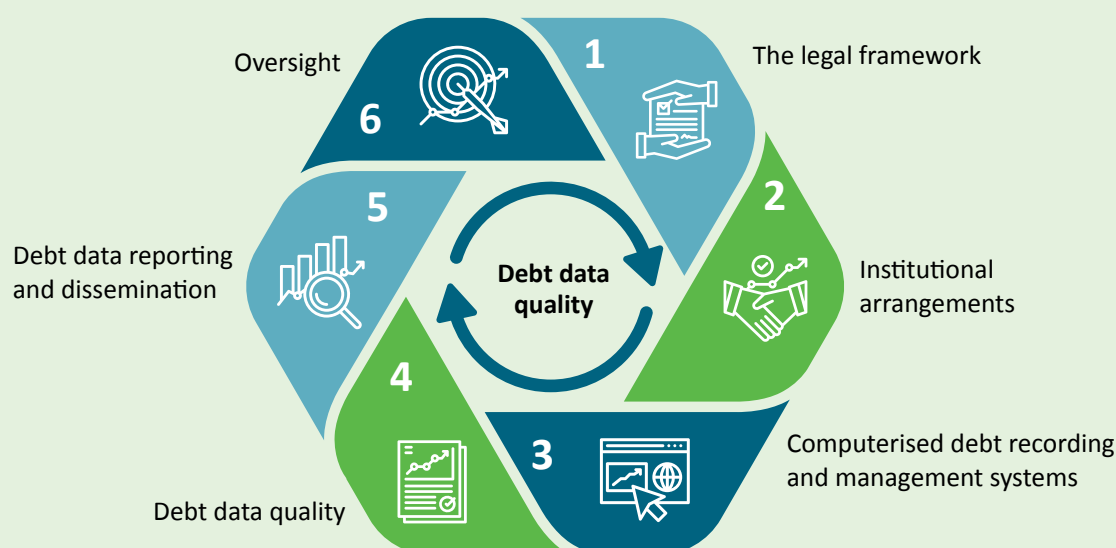 1
The legal framework
2
Institutional
arrangements
3
Computerised debt recording
and management systems
4
Debt data quality
5
Debt data reporting
and dissemination
6
Oversight
Debt data
quality